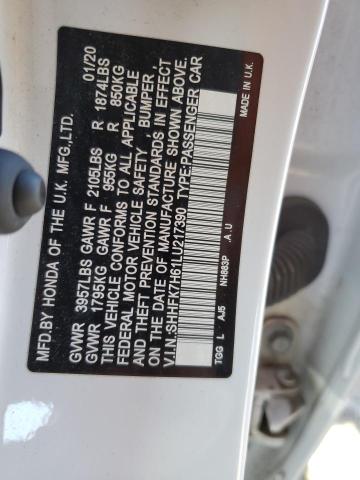 MFD.BY HONDA OF THE U.K. MFG.,LTD. 01/20
GVWR 3957LBS GAWR F 2105LBS R 1874LBS
GVWR 1795KG GAWR F 955KG R 850KG
THIS VEHICLE CONFORMS TO ALL APPLICABLE
FEDERAL MOTOR VEHICLE SAFETY , BUMPER ,
AND THEFT PREVENTION STANDARDS IN EFFECT
ON THE DATE OF MANUFACTURE SHOWN ABOVE.
V.I.N.:SHHFK7H61LU217390 TYPE:PASSENGER CAR
TGG L AJ5 NH883P .A .U MADE IN U.K.